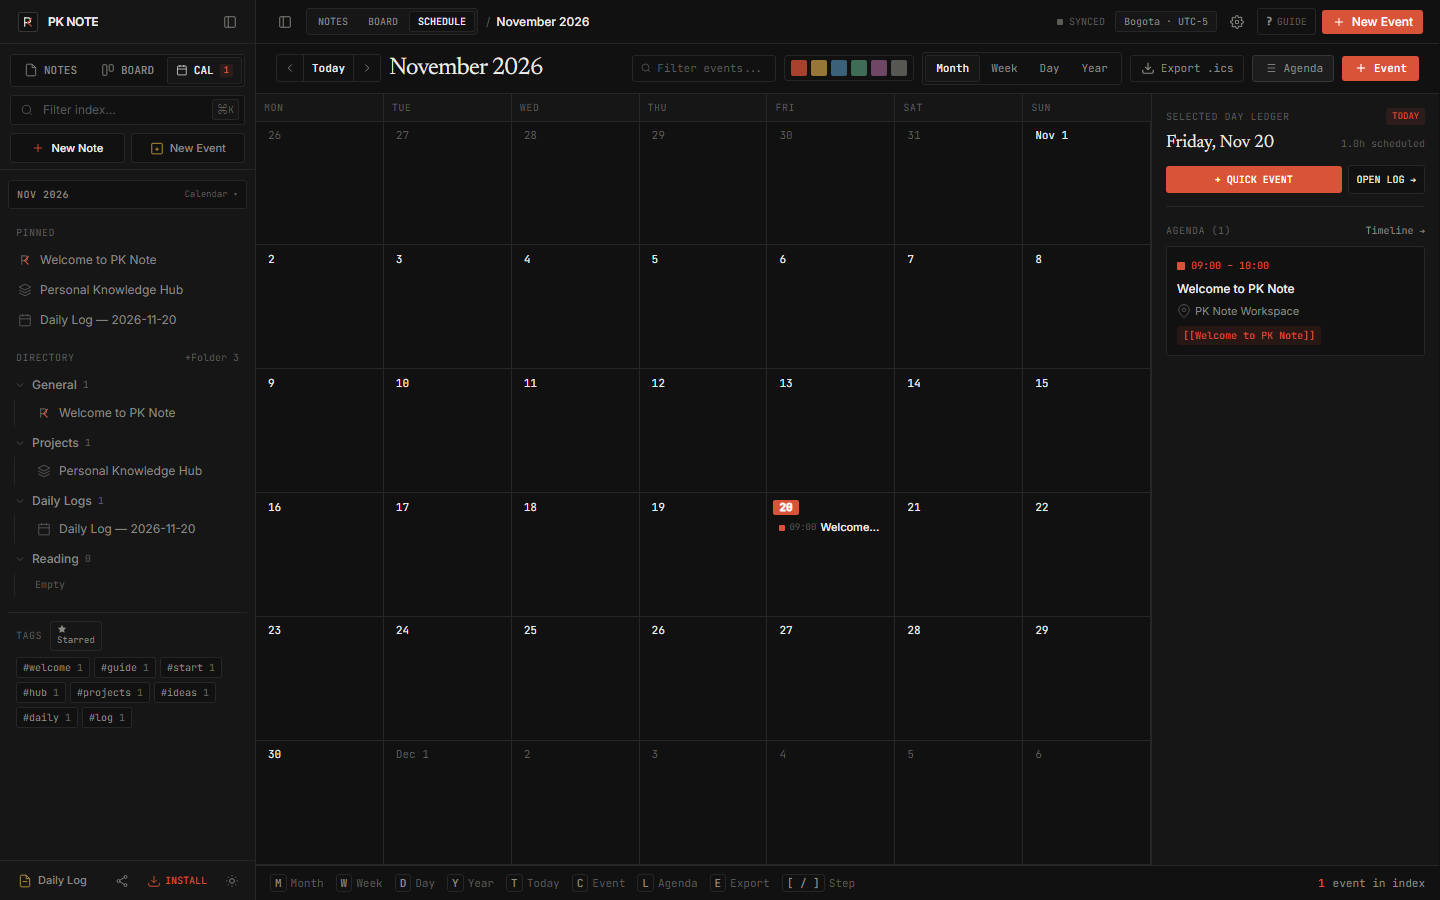 PK NOTE
NOTES
BOARD
CAL 1
Filter index...
⌘K
+ New Note
New Event
NOV 2026
Calendar
PINNED
Welcome to PK Note
Personal Knowledge Hub
Daily Log — 2026-11-20
DIRECTORY
+Folder 3
General 1
Welcome to PK Note
Projects 1
Personal Knowledge Hub
Daily Logs 1
Daily Log — 2026-11-20
Reading 0
Empty
TAGS
★ Starred
#welcome 1 #guide 1 #start 1
#hub 1 #projects 1 #ideas 1
#daily 1 #log 1
Daily Log
INSTALL
NOTES BOARD SCHEDULE / November 2026
SYNCED
Bogota · UTC-5
? GUIDE
+ New Event
Today
November 2026
Filter events...
Month Week Day Year
Export .ics
Agenda
+ Event
MON TUE WED THU FRI SAT SUN
26 27 28 29 30 31 Nov 1
2 3 4 5 6 7 8
9 10 11 12 13 14 15
16 17 18 19 20 21 22
09:00 Welcome...
23 24 25 26 27 28 29
30 Dec 1 2 3 4 5 6
SELECTED DAY LEDGER
TODAY
Friday, Nov 20
1.0h scheduled
+ QUICK EVENT
OPEN LOG →
AGENDA (1)
Timeline →
09:00 – 10:00
Welcome to PK Note
PK Note Workspace
[[Welcome to PK Note]]
M Month W Week D Day Y Year T Today C Event L Agenda E Export [ / ] Step
1 event in index